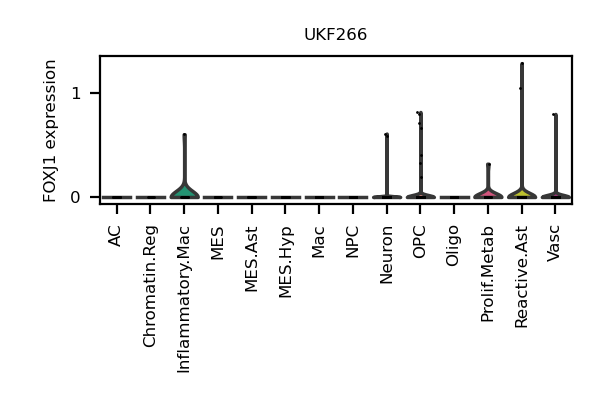 UKF266
FOXJ1 expression
1
0
AC
Chromatin.Reg
Inflammatory.Mac
MES
MES.Ast
MES.Hyp
Mac
NPC
Neuron
OPC
Oligo
Prolif.Metab
Reactive.Ast
Vasc